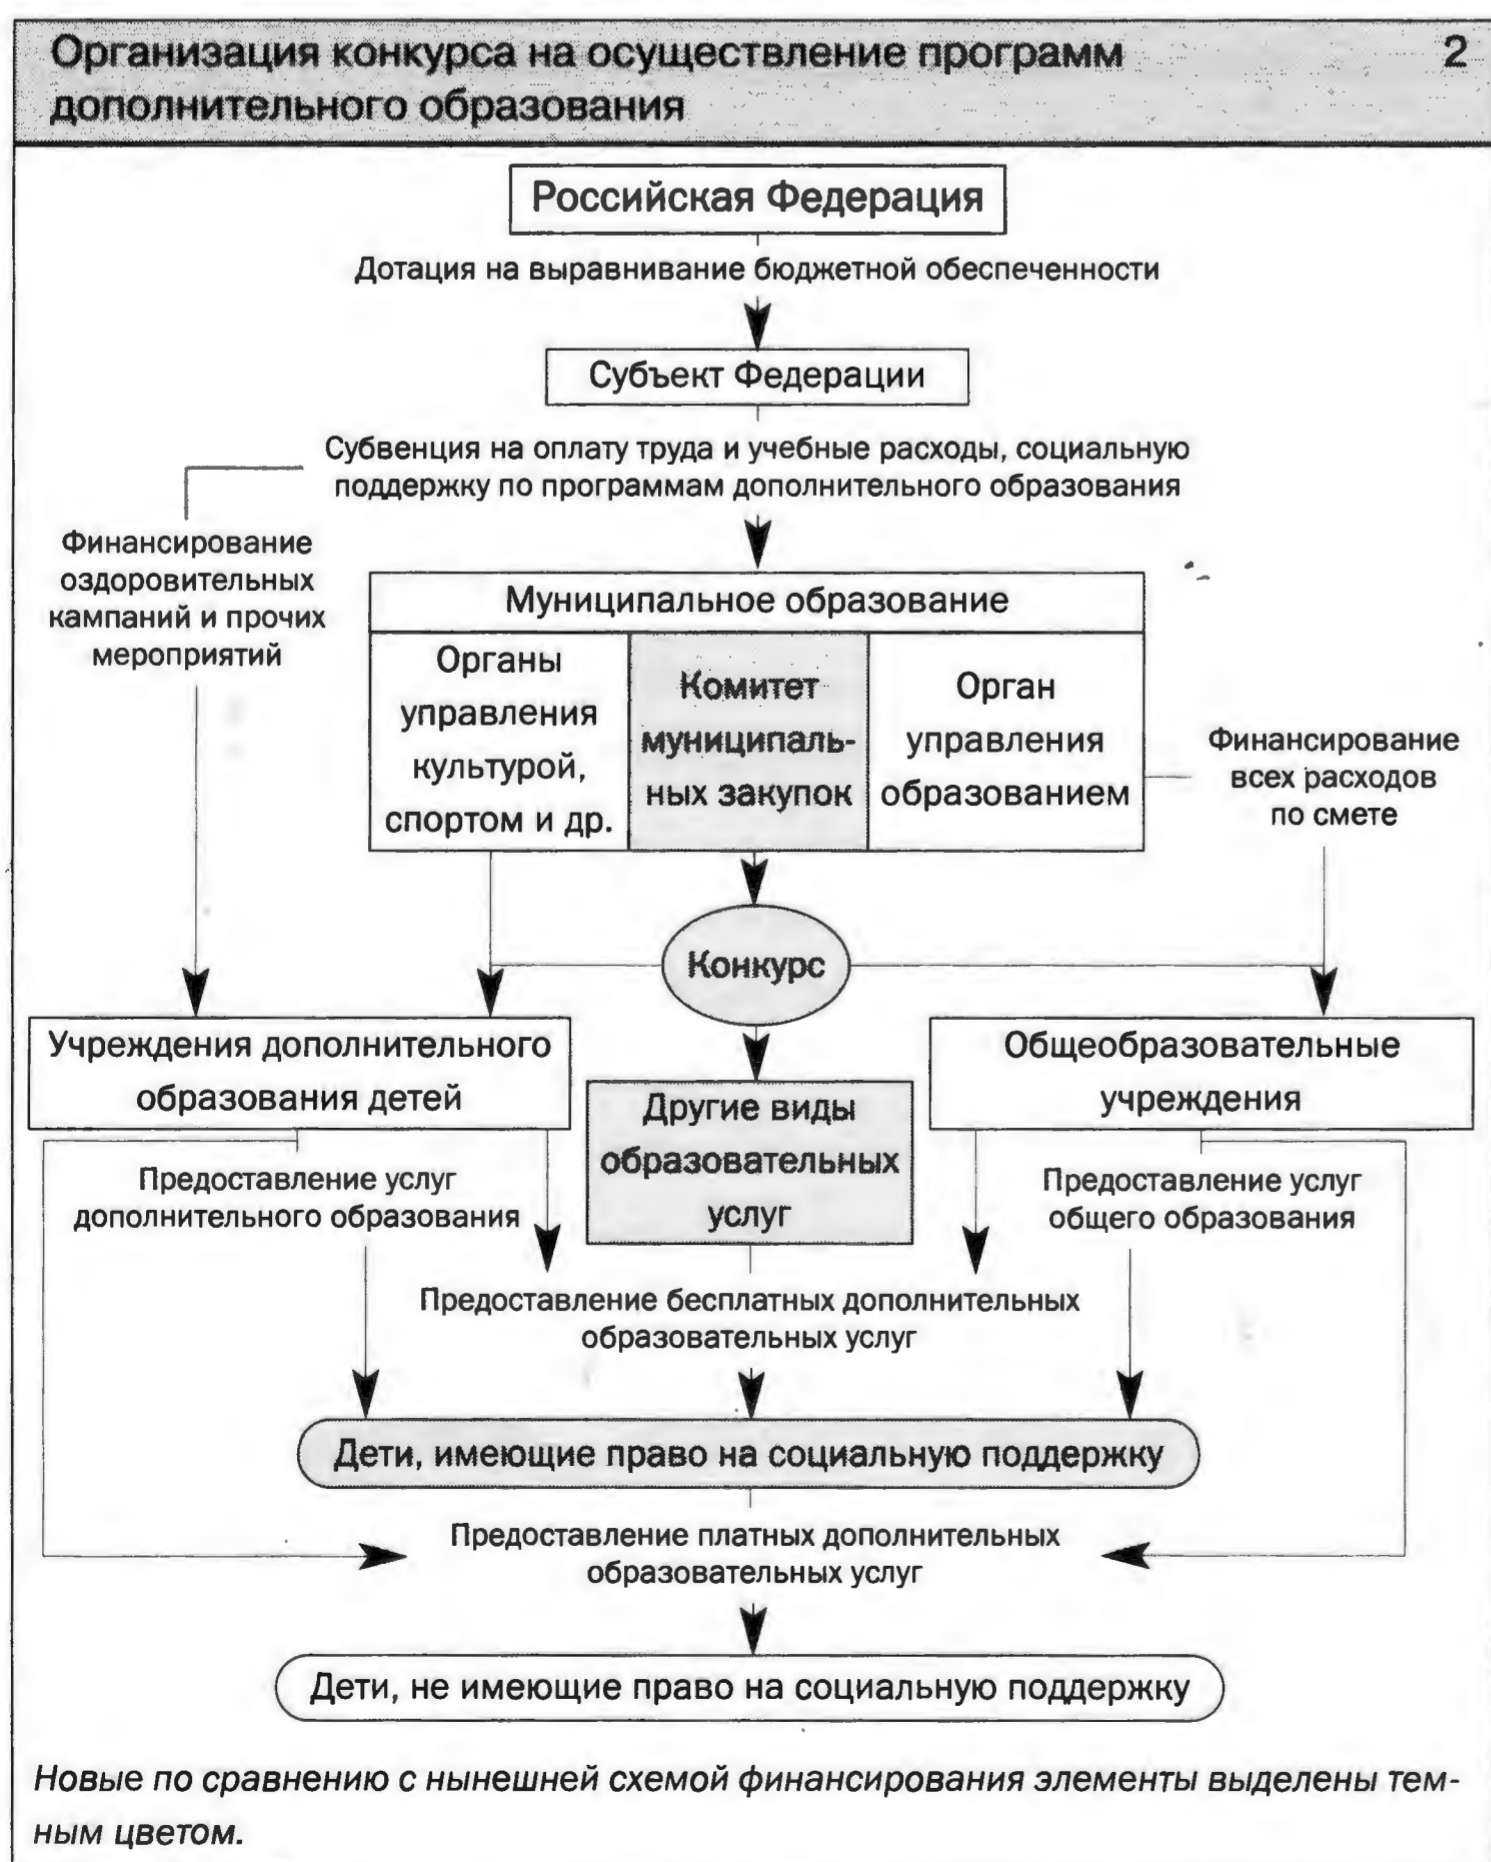 Организация конкурса на осуществление программ 2
дополнительного образования
Российская Федерация
Дотация на выравнивание бюджетной обеспеченности
Субъект Федерации
Субвенция на оплату труда и учебные расходы, социальную
поддержку по программам дополнительного образования
Финансирование
оздоровительных
кампаний и прочих
мероприятий
Муниципальное образование
Органы
управления
культурой,
спортом и др.
Комитет
муниципаль-
ных закупок
Орган
управления
образованием
Финансирование
всех расходов
по смете
Конкурс
Учреждения дополнительного
образования детей
Другие виды
образовательных
услуг
Общеобразовательные
учреждения
Предоставление услуг
дополнительного образования
Предоставление услуг
общего образования
Предоставление бесплатных дополнительных
образовательных услуг
Дети, имеющие право на социальную поддержку
Предоставление платных дополнительных
образовательных услуг
Дети, не имеющие право на социальную поддержку
Новые по сравнению с нынешней схемой финансирования элементы выделены тем-
ным цветом.